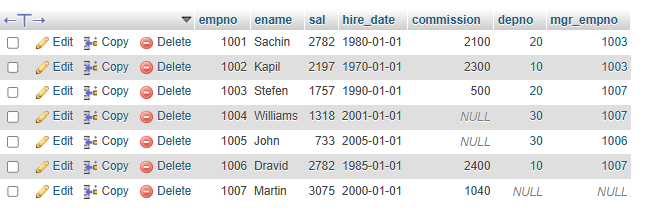 empno ename sal hire_date commission depno mgr_empno
Edit Copy Delete 1001 Sachin 2782 1980-01-01 2100 20 1003
Edit Copy Delete 1002 Kapil 2197 1970-01-01 2300 10 1003
Edit Copy Delete 1003 Stefen 1757 1990-01-01 500 20 1007
Edit Copy Delete 1004 Williams 1318 2001-01-01 NULL 30 1007
Edit Copy Delete 1005 John 733 2005-01-01 NULL 30 1006
Edit Copy Delete 1006 Dravid 2782 1985-01-01 2400 10 1007
Edit Copy Delete 1007 Martin 3075 2000-01-01 1040 NULL NULL